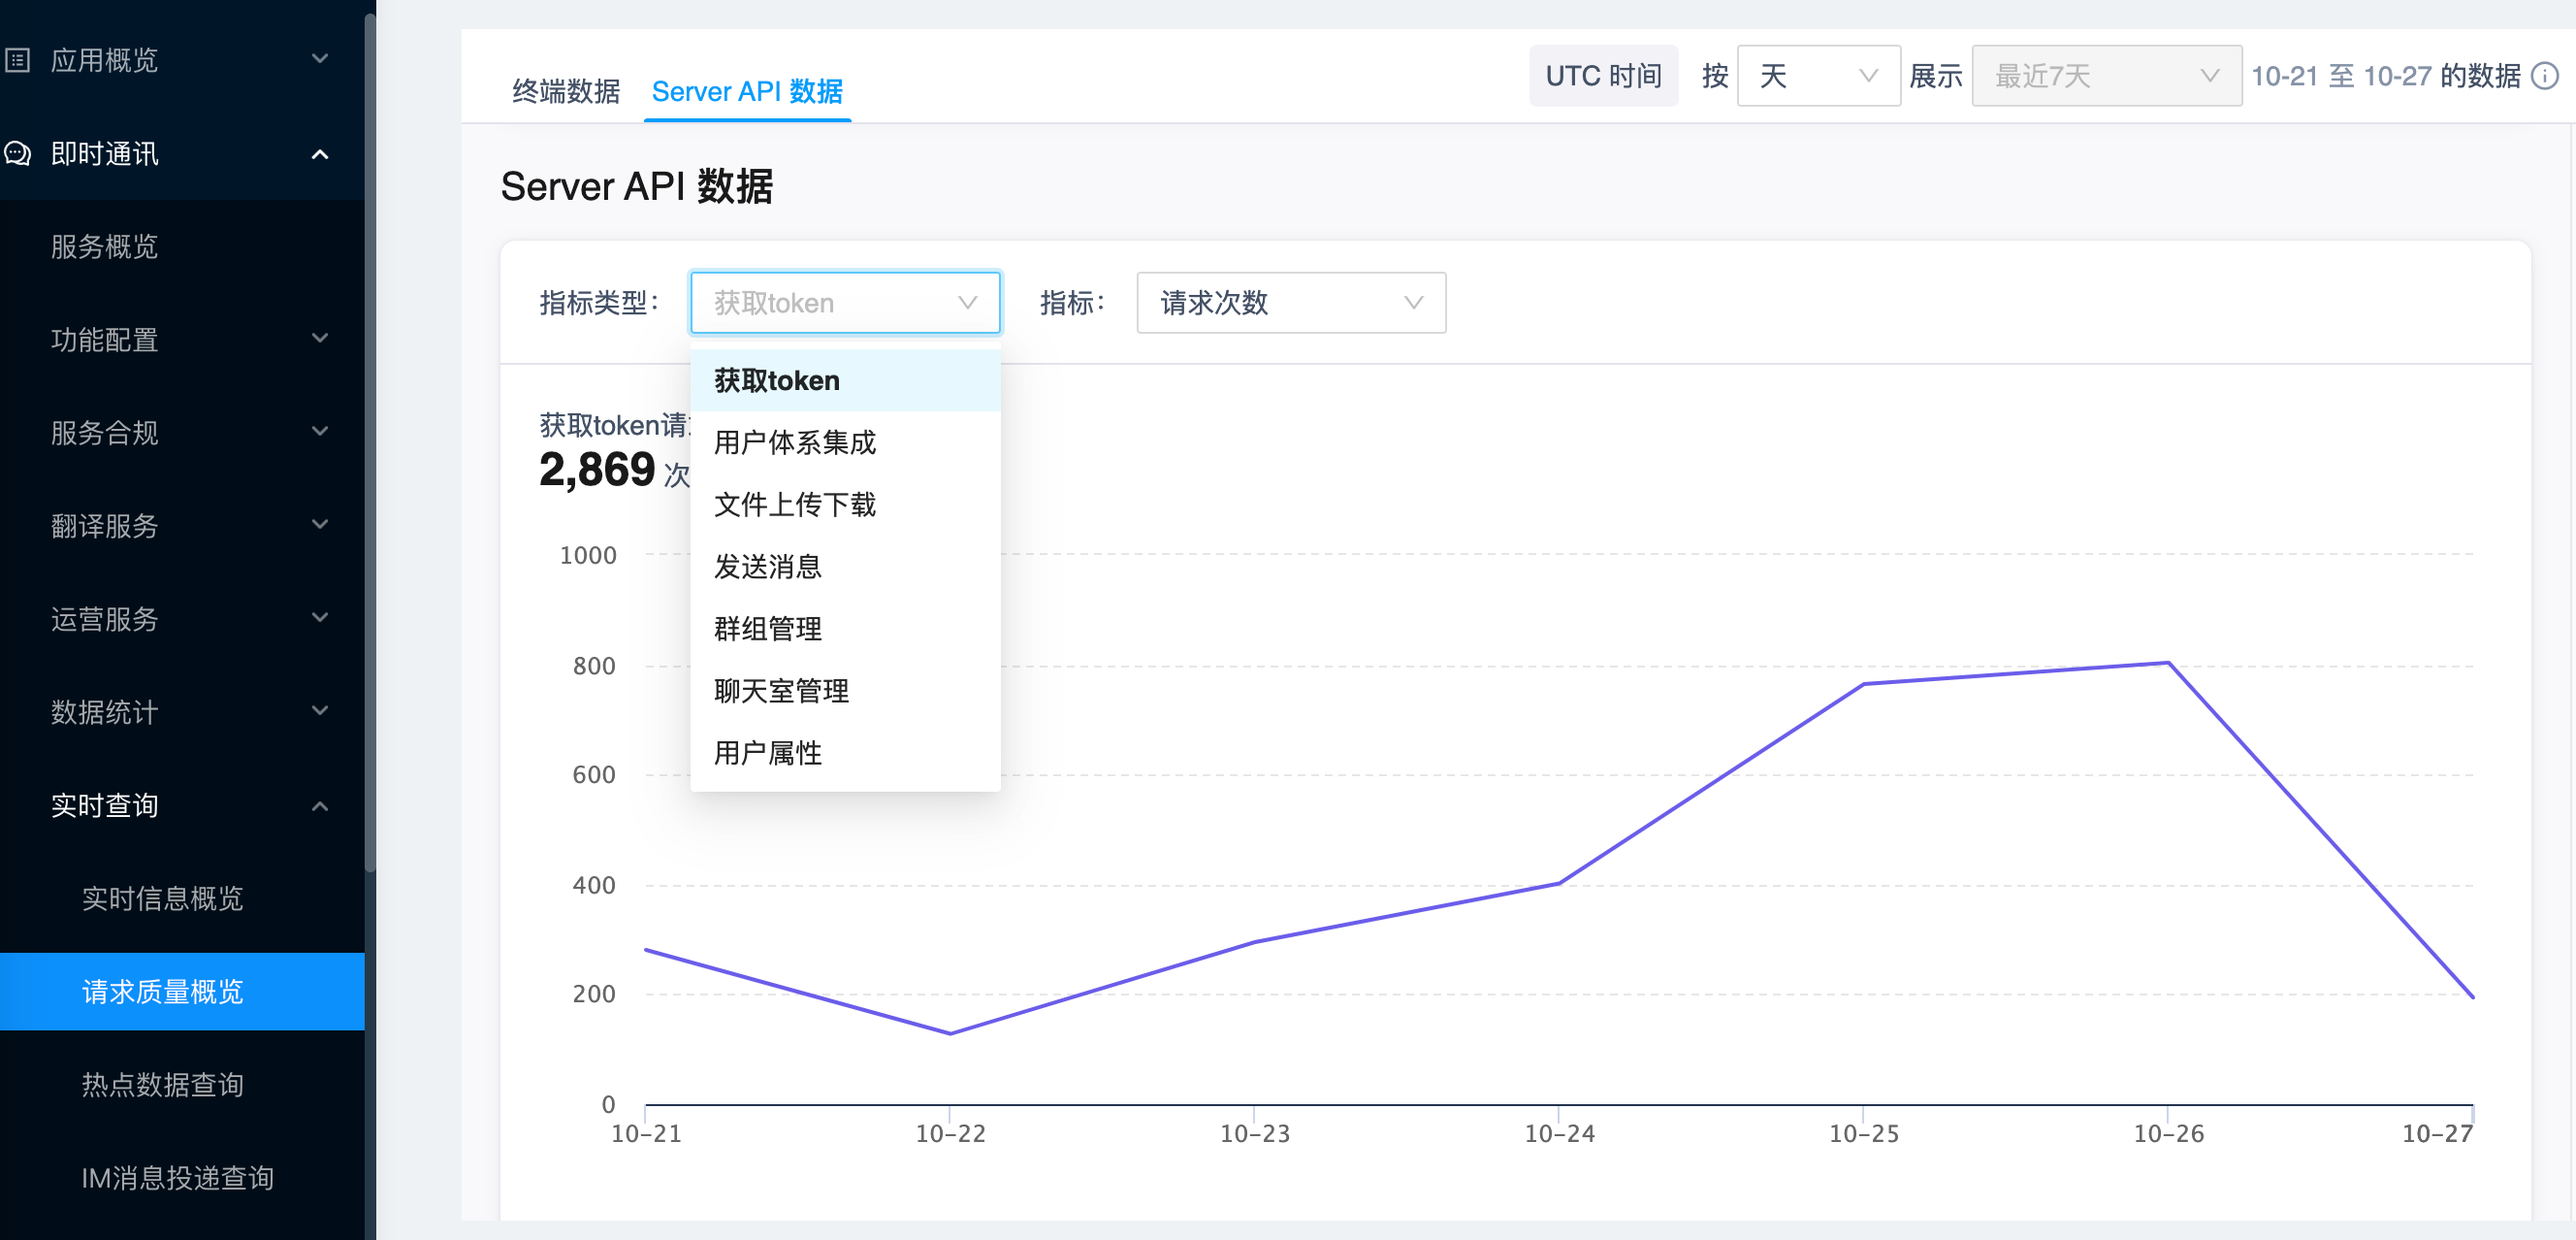 应用概览
即时通讯
服务概览
功能配置
服务合规
翻译服务
运营服务
数据统计
实时查询
实时信息概览
请求质量概览
热点数据查询
IM消息投递查询
终端数据 Server API 数据 UTC 时间 按 天 展示 最近7天 10-21 至 10-27 的数据
Server API 数据
指标类型： 获取token 指标： 请求次数
获取token
用户体系集成
文件上传下载
发送消息
群组管理
聊天室管理
用户属性
获取token请
2,869 次
1000
800
600
400
200
0
10-21 10-22 10-23 10-24 10-25 10-26 10-27